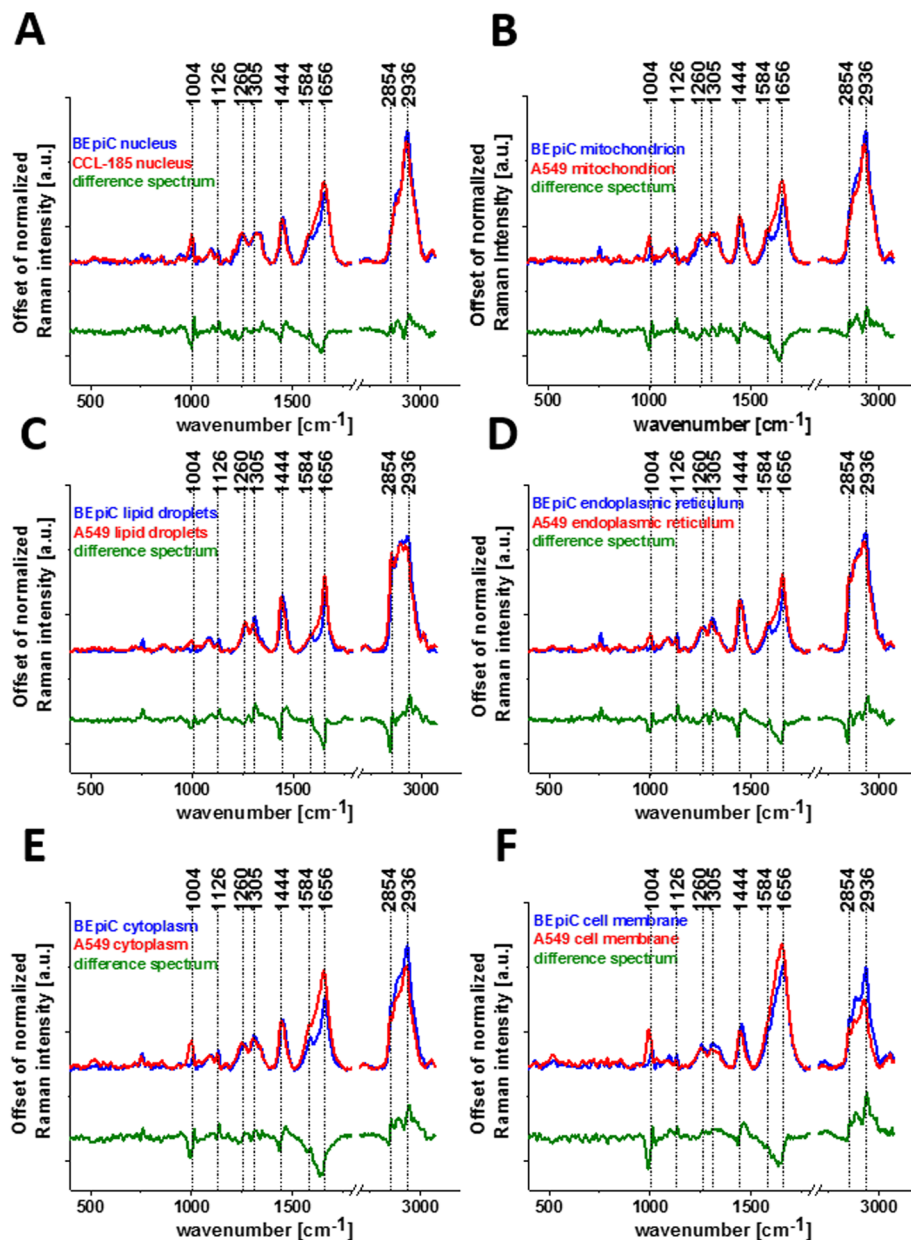 A
1004 1126 1260 1305 1444 1584 1656 2854 2936
BEpiC nucleus
CCL-185 nucleus
difference spectrum
Offset of normalized
Raman intensity [a.u.]
500 1000 1500 3000
wavenumber [cm-1]
B
1004 1126 1260 1305 1444 1584 1656 2854 2936
BEpiC mitochondrion
A549 mitochondrion
difference spectrum
Offset of normalized
Raman Intensity [a.u.]
500 1000 1500 3000
wavenumber [cm-1]
C
1004 1126 1260 1305 1444 1584 1656 2854 2936
BEpiC lipid droplets
A549 lipid droplets
difference spectrum
Offset of normalized
Raman intensity [a.u.]
500 1000 1500 3000
wavenumber [cm-1]
D
1004 1126 1260 1305 1444 1584 1656 2854 2936
BEpiC endoplasmic reticulum
A549 endoplasmic reticulum
difference spectrum
Offset of normalized
Raman intensity [a.u.]
500 1000 1500 3000
wavenumber [cm-1]
E
1004 1126 1260 1305 1444 1584 1656 2854 2936
BEpiC cytoplasm
A549 cytoplasm
difference spectrum
Offset of normalized
Raman intensity [a.u.]
500 1000 1500 3000
wavenumber [cm-1]
F
1004 1126 1260 1305 1444 1584 1656 2854 2936
BEpiC cell membrane
A549 cell membrane
difference spectrum
Offset of normalized
Raman intensity [a.u.]
500 1000 1500 3000
wavenumber [cm-1]